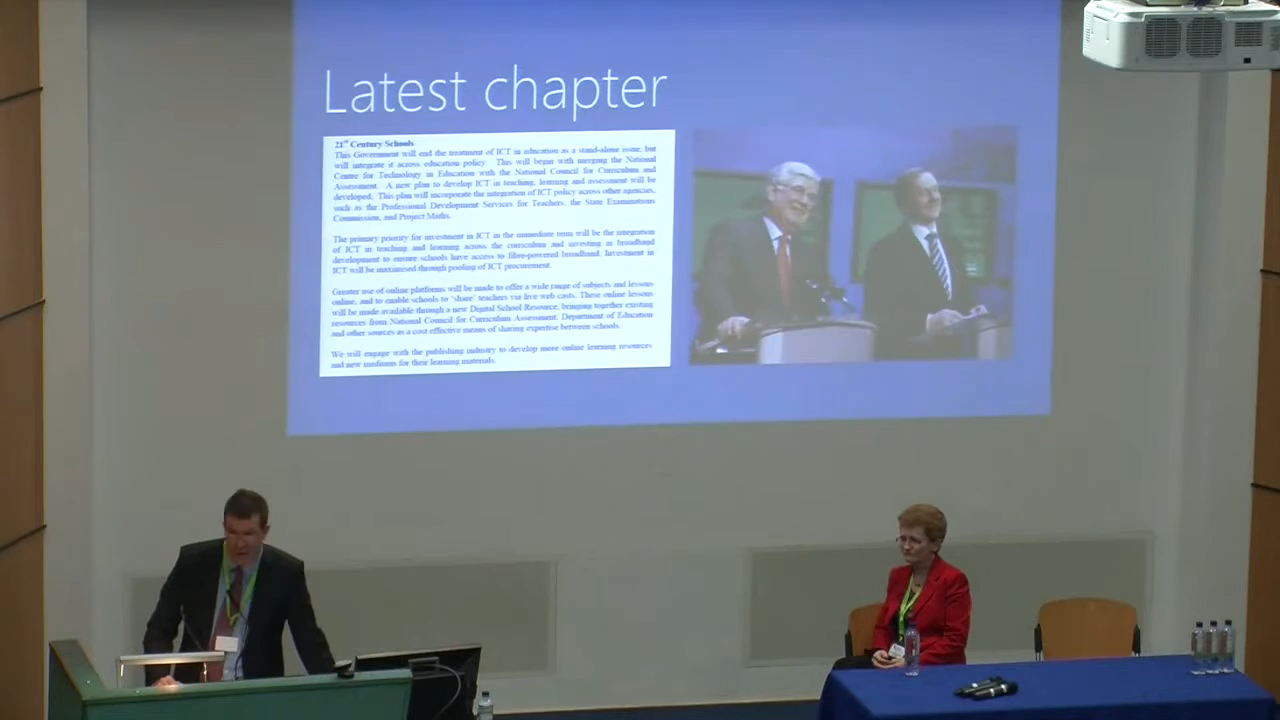 Latest chapter
21st Century Schools
This Government will end the treatment of ICT in education as a stand-alone issue, but
will integrate it across education policy. This will begin with merging the National
Centre for Technology in Education with the National Council for Curriculum and
Assessment. A new plan to develop ICT in teaching, learning and assessment will be
developed. This plan will incorporate the integration of ICT policy across other agencies,
such as the Professional Development Services for Teachers, the State Examinations
Commission, and Project Maths.
The primary priority for investment in ICT in the immediate term will be the integration
of ICT in teaching and learning across the curriculum and investing in broadband
development to ensure schools have access to fibre-powered broadband. Investment in
ICT will be maximised through pooling of ICT procurement.
Greater use of online platforms will be made to offer a wide range of subjects and lessons
online, and to enable schools to 'share' teachers via live web casts. These online lessons
will be made available through a new Digital School Resource, bringing together existing
resources from National Council for Curriculum Assessment, Department of Education
and other sources as a cost effective means of sharing expertise between schools.
We will engage with the publishing industry to develop more online learning resources
and new mediums for their learning materials.